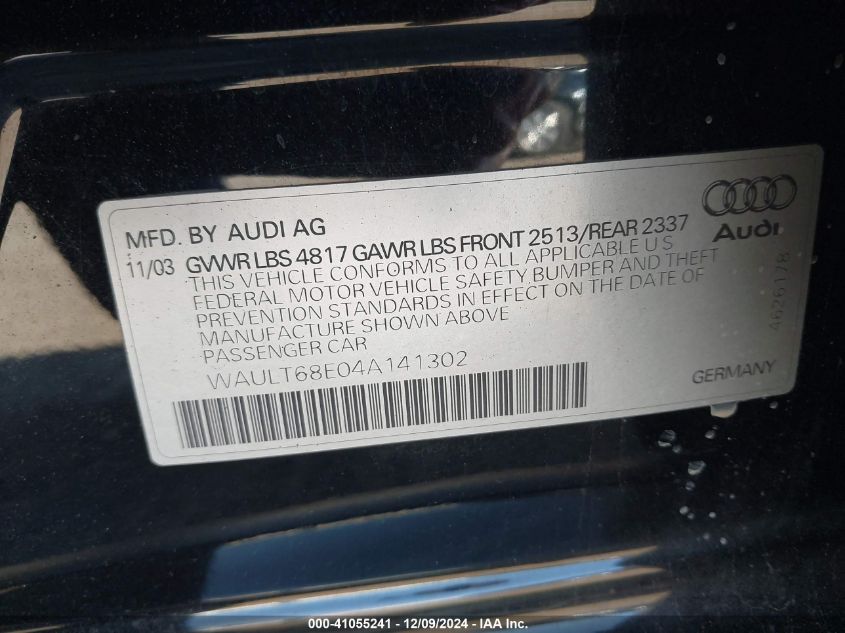 MFD. BY AUDI AG
11/03 GVWR LBS 4817 GAWR LBS FRONT 2513/REAR 2337
THIS VEHICLE CONFORMS TO ALL APPLICABLE U S
FEDERAL MOTOR VEHICLE SAFETY BUMPER AND THEFT
PREVENTION STANDARDS IN EFFECT ON THE DATE OF
MANUFACTURE SHOWN ABOVE
PASSENGER CAR
WAULT68E04A141302
Audi
4626178
GERMANY
000-41055241 - 12/09/2024 - IAA Inc.